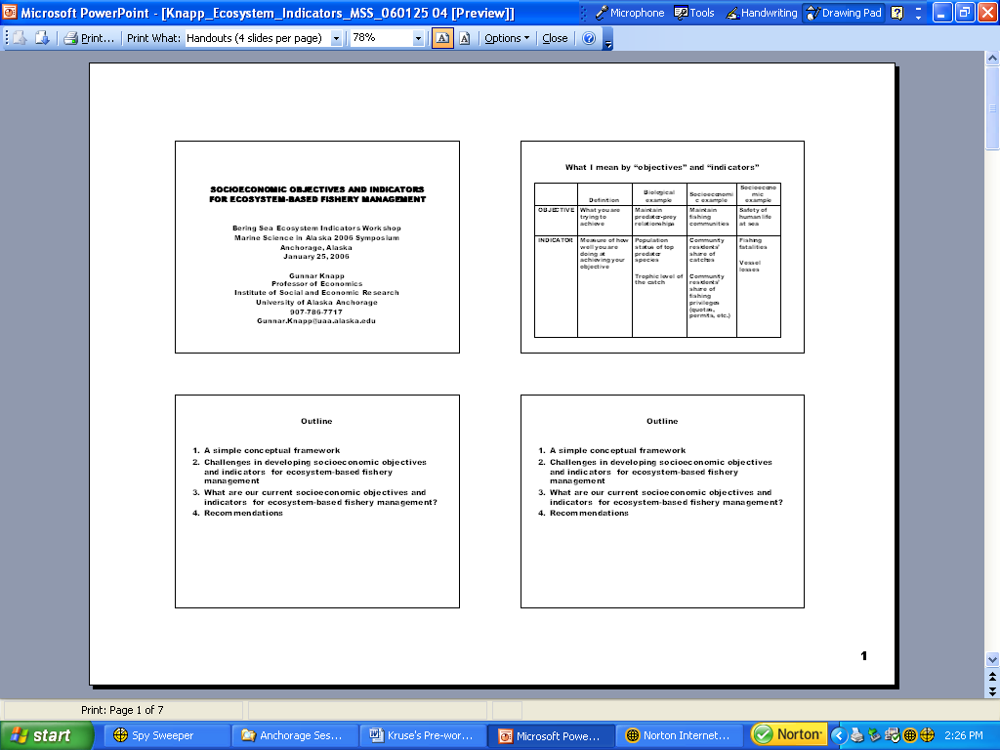 Microsoft PowerPoint - [Knapp_Ecosystem_Indicators_MSS_060125 04 [Preview]]
Microphone Tools Handwriting Drawing Pad
Print... Print What: Handouts (4 slides per page) 78% A A Options Close
SOCIOECONOMIC OBJECTIVES AND INDICATORS
FOR ECOSYSTEM-BASED FISHERY MANAGEMENT
Bering Sea Ecosystem Indicators Workshop
Marine Science in Alaska 2006 Symposium
Anchorage, Alaska
January 25, 2006
Gunnar Knapp
Professor of Economics
Institute of Social and Economic Research
University of Alaska Anchorage
907-786-7717
Gunnar.Knapp@uaa.alaska.edu
What I mean by “objectives” and “indicators”
Definition
Biological
example
Socioeconomi
c example
Socioecono
mic
example
OBJECTIVE
What you are
trying to
achieve
Maintain
predator-prey
relationships
Maintain
fishing
communities
Safety of
human life
at sea
INDICATOR
Measure of how
well you are
doing at
achieving your
objective
Population
status of top
predator
species
Trophic level of
the catch
Community
residents'
share of
catches
Community
residents'
share of
fishing
privileges
(quotas,
permits, etc.)
Fishing
fatalities
Vessel
losses
Outline
1. A simple conceptual framework
2. Challenges in developing socioeconomic objectives
and indicators for ecosystem-based fishery
management
3. What are our current socioeconomic objectives and
indicators for ecosystem-based fishery management?
4. Recommendations
Outline
1. A simple conceptual framework
2. Challenges in developing socioeconomic objectives
and indicators for ecosystem-based fishery
management
3. What are our current socioeconomic objectives and
indicators for ecosystem-based fishery management?
4. Recommendations
1
Print: Page 1 of 7
start Spy Sweeper Anchorage Ses... Kruse's Pre-wor... Microsoft Powe... Norton Internet... Norton 2:26 PM